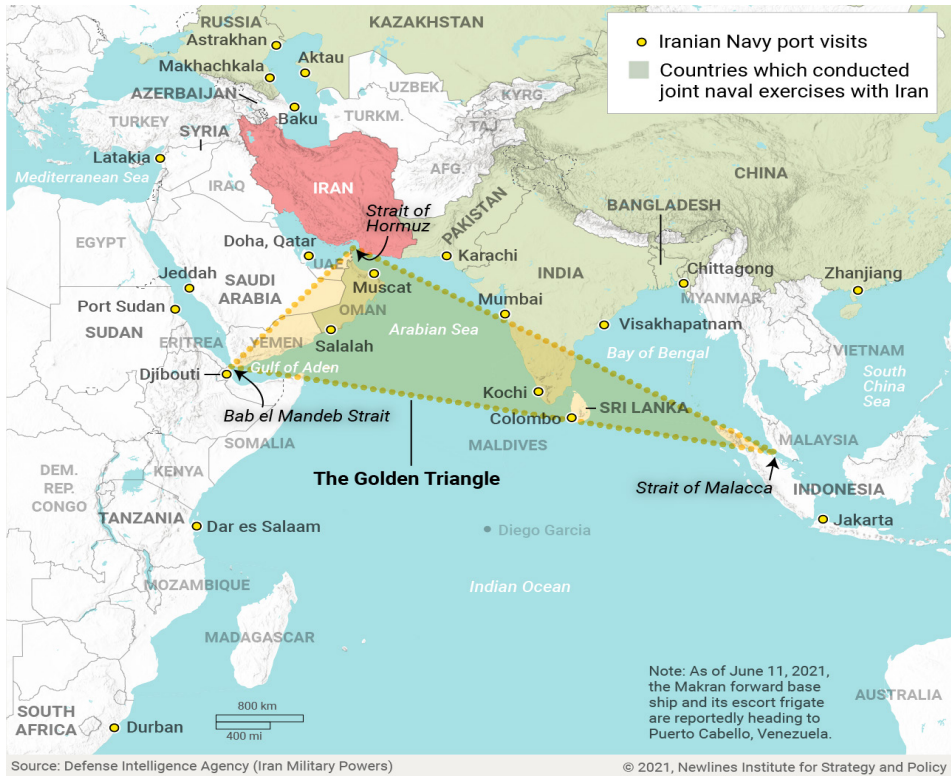 RUSSIA
KAZAKHSTAN
Astrakhan
Aktau
Makhachkala
Iranian Navy port visits
Countries which conducted
joint naval exercises with Iran
AZERBAIJAN
Baku
UZBEK.
KYRG.
TURKEY
TURKM.
TAJ.
SYRIA
Latakia
Mediterranean Sea
IRAQ
IRAN
AFG.
CHINA
Strait of
Hormuz
PAKISTAN
BANGLADESH
EGYPT
Doha, Qatar
UAE
Karachi
Jeddah
SAUDI
ARABIA
Muscat
OMAN
INDIA
Chittagong
Zhanjiang
MYANMAR
Port Sudan
SUDAN
Mumbai
Arabian Sea
Visakhapatnam
ERITREA
YEMEN
Salalah
Bay of Bengal
VIETNAM
South
China
Sea
Gulf of Aden
Djibouti
Kochi
Bab el Mandeb Strait
Colombo
SRI LANKA
SOMALIA
MALDIVES
MALAYSIA
DEM.
REP.
CONGO
KENYA
The Golden Triangle
Strait of Malacca
INDONESIA
TANZANIA
Dar es Salaam
Diego Garcia
Jakarta
MOZAMBIQUE
Indian Ocean
MADAGASCAR
Note: As of June 11, 2021,
the Makran forward base
ship and its escort frigate
are reportedly heading to
Puerto Cabello, Venezuela.
AUSTRALIA
SOUTH
AFRICA
Durban
800 km
400 mi
Source: Defense Intelligence Agency (Iran Military Powers)
© 2021, Newlines Institute for Strategy and Policy